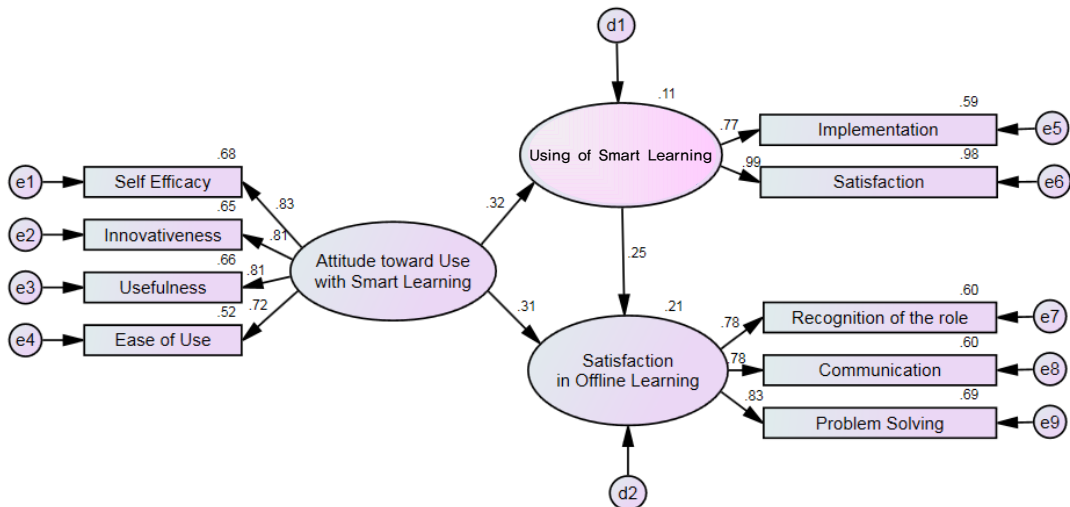 d1
.11
.59
Using of Smart Learning
.77
Implementation
e5
.98
.99
Satisfaction
e6
.68
e1
Self Efficacy
.83
.65
e2
Innovativeness
.81
.66
e3
Usefulness
.81
.52
e4
Ease of Use
.72
Attitude toward Use
with Smart Learning
.32
.25
.31
.21
Satisfaction
in Offline Learning
.60
.78
Recognition of the role
e7
.60
.78
Communication
e8
.69
.83
Problem Solving
e9
d2